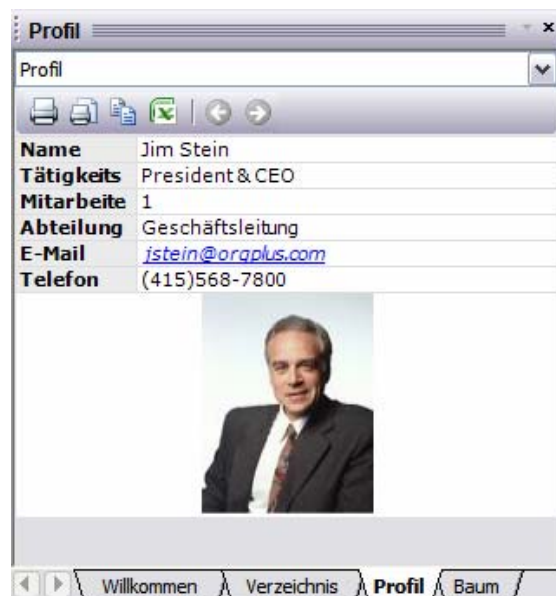 Profil
Profil
Name Jim Stein
Tätigkeits President & CEO
Mitarbeite 1
Abteilung Geschäftsleitung
E-Mail jstein@orgplus.com
Telefon (415)568-7800
Willkommen Verzeichnis Profil Baum